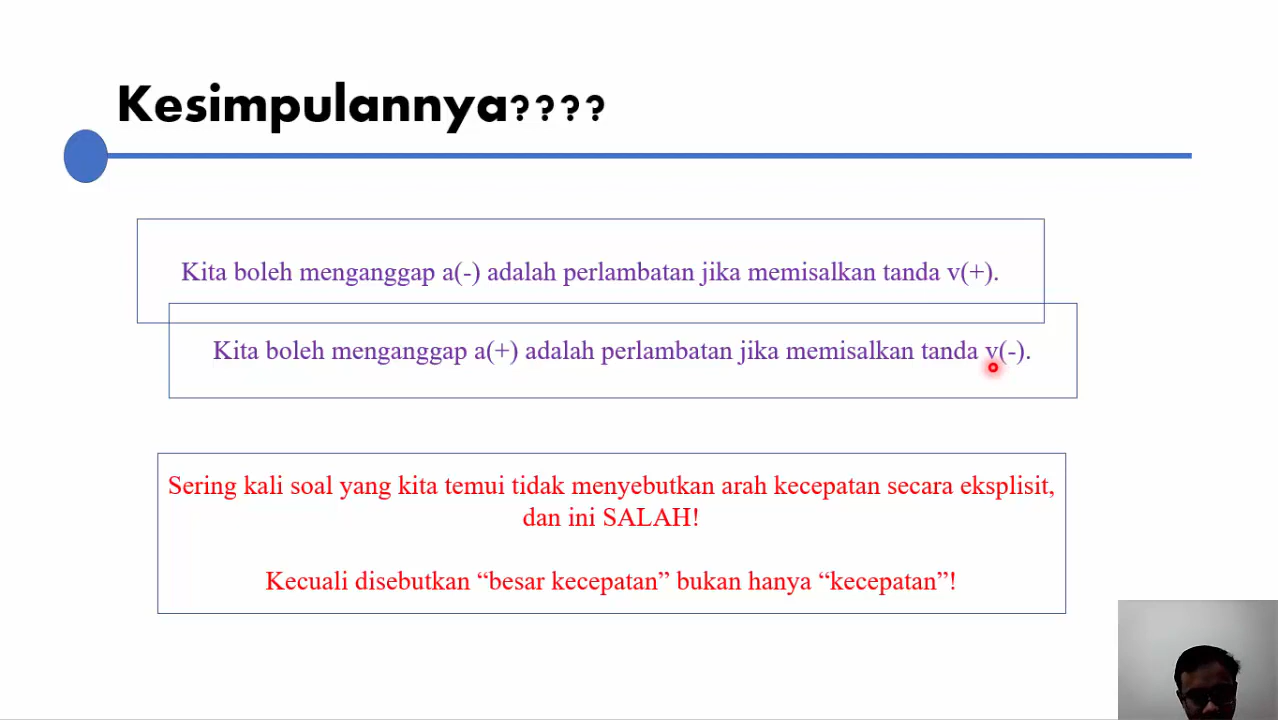 Kesimpulannya????
Kita boleh menganggap a(-) adalah perlambatan jika memisalkan tanda v(+).
Kita boleh menganggap a(+) adalah perlambatan jika memisalkan tanda v(-).
Sering kali soal yang kita temui tidak menyebutkan arah kecepatan secara eksplisit,
dan ini SALAH!
Kecuali disebutkan “besar kecepatan” bukan hanya “kecepatan”!